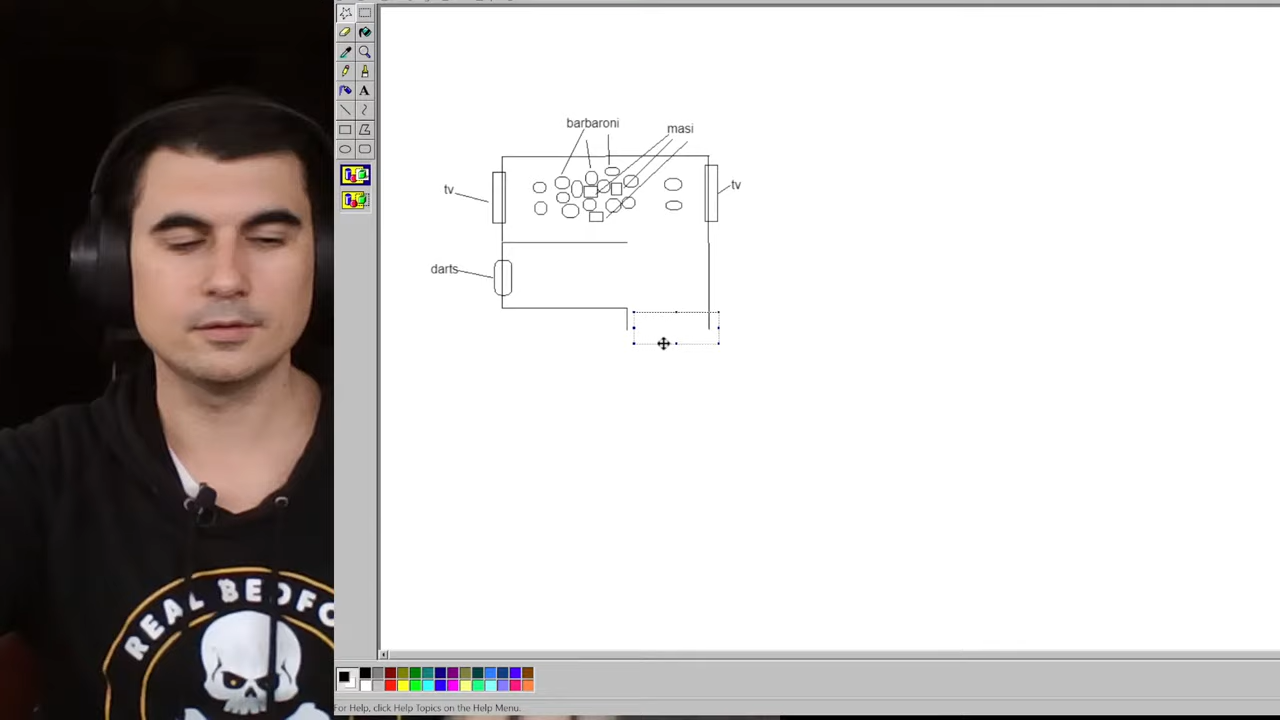 barbaroni
masi
tv
tv
darts
REAL BEDFO
For Help, click Help Topics on the Help Menu.